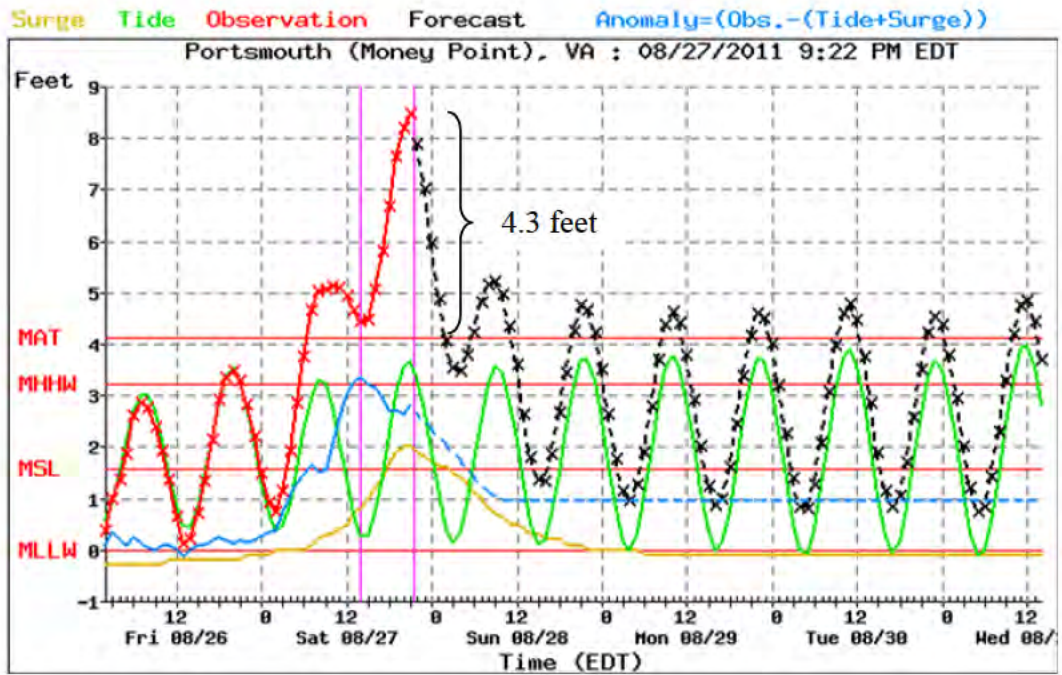 Surge Tide Observation Forecast Anomaly=(Obs.-(Tide+Surge))
Portsmouth (Money Point), VA : 08/27/2011 9:22 PM EDT
Feet
9
8
7
6
5
4
3
2
1
0
-1
MAT
MHHW
MSL
MLLW
4.3 feet
12 0 12 0 12 0 12 0 12 0 12
Fri 08/26 Sat 08/27 Sun 08/28 Mon 08/29 Tue 08/30 Wed 08/
Time (EDT)